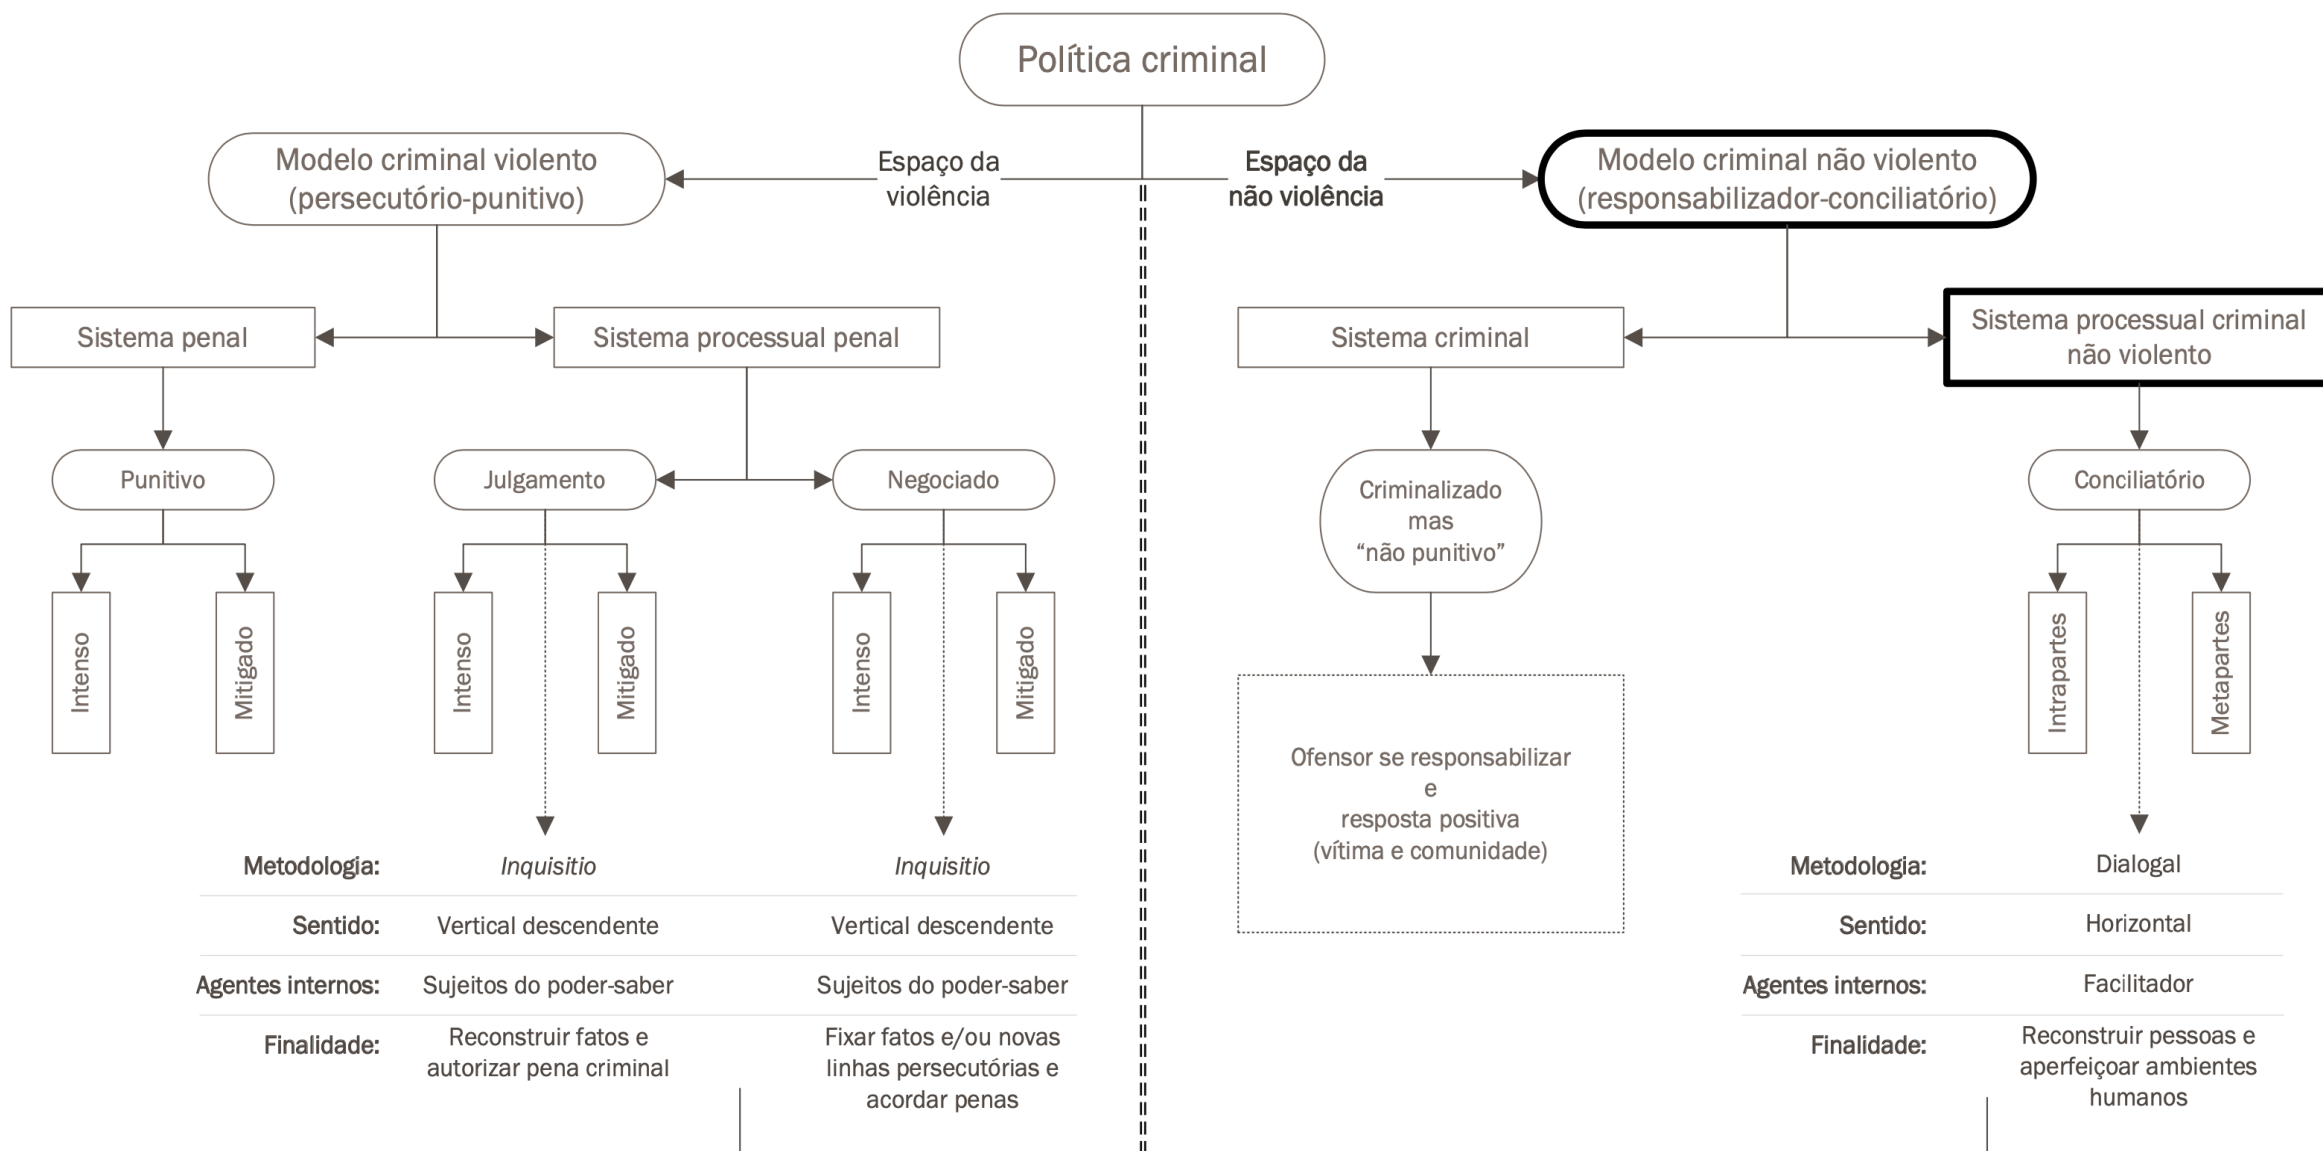 Política criminal
Modelo criminal violento
(persecutório-punitivo)
Espaço da
violência
Espaço da
não violência
Modelo criminal não violento
(responsabilizador-conciliatório)
Sistema penal
Sistema processual penal
Sistema criminal
Sistema processual criminal
não violento
Punitivo
Julgamento
Negociado
Criminalizado
mas
“não punitivo”
Conciliatório
Intenso
Mitigado
Intenso
Mitigado
Intenso
Mitigado
Intrapartes
Metapartes
Ofensor se responsabilizar
e
resposta positiva
(vítima e comunidade)
Metodologia: Inquisitio Inquisitio
Sentido: Vertical descendente Vertical descendente
Agentes internos: Sujeitos do poder-saber Sujeitos do poder-saber
Finalidade:
Reconstruir fatos e
autorizar pena criminal
Fixar fatos e/ou novas
linhas persecutórias e
acordar penas
Metodologia: Dialogal
Sentido: Horizontal
Agentes internos: Facilitador
Finalidade:
Reconstruir pessoas e
aperfeiçoar ambientes
humanos